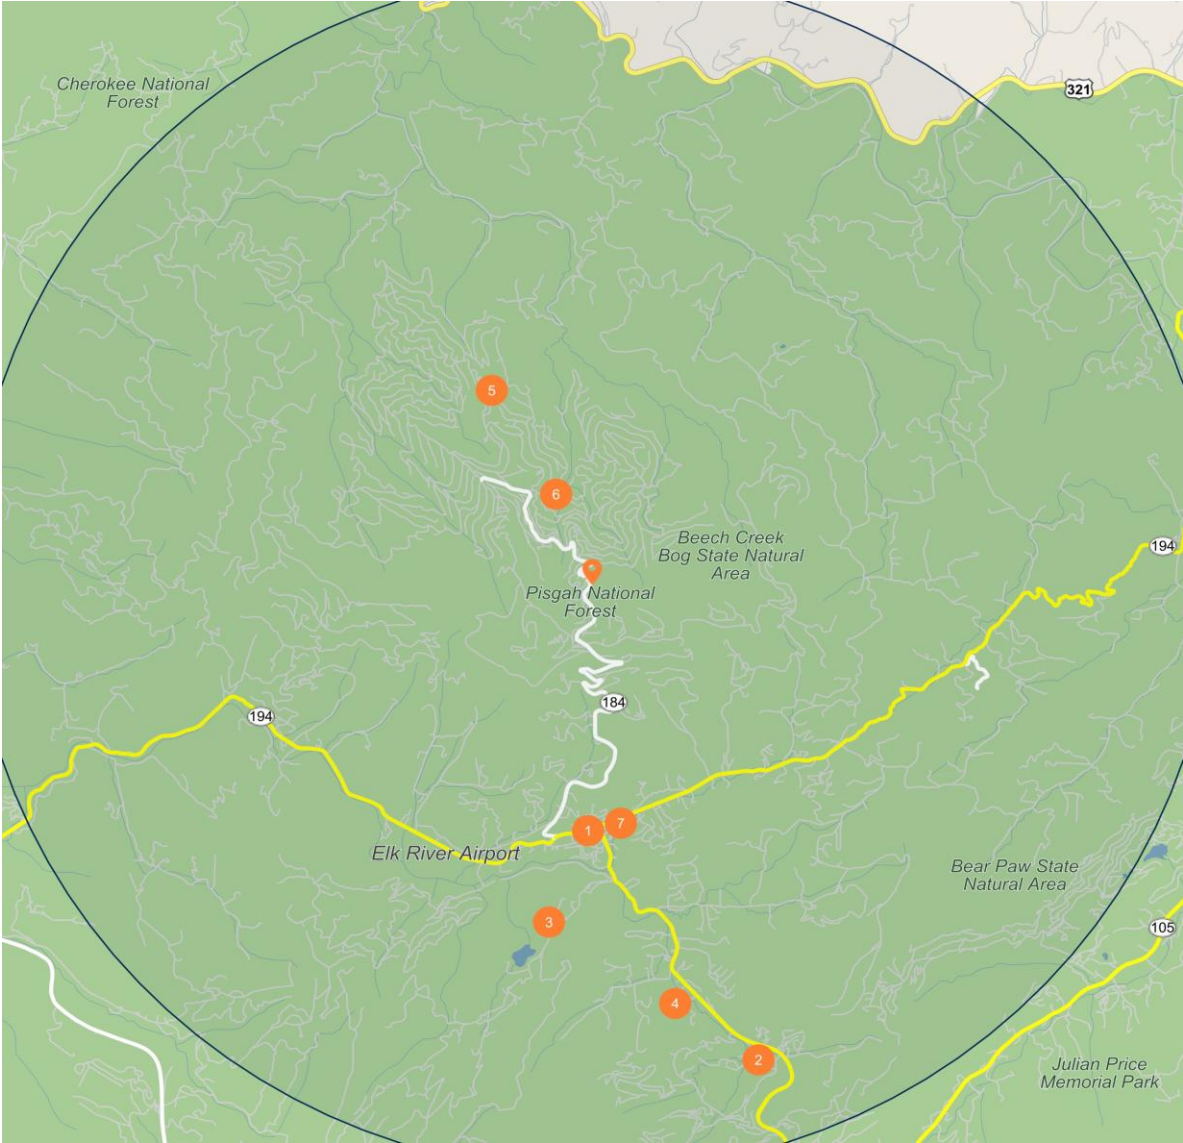 Cherokee National
Forest
321
5
6
Beech Creek
Bog State Natural
Area
194
Pisgah National
Forest
184
194
7
1
Elk River Airport
Bear Paw State
Natural Area
3
105
4
2
Julian Price
Memorial Park